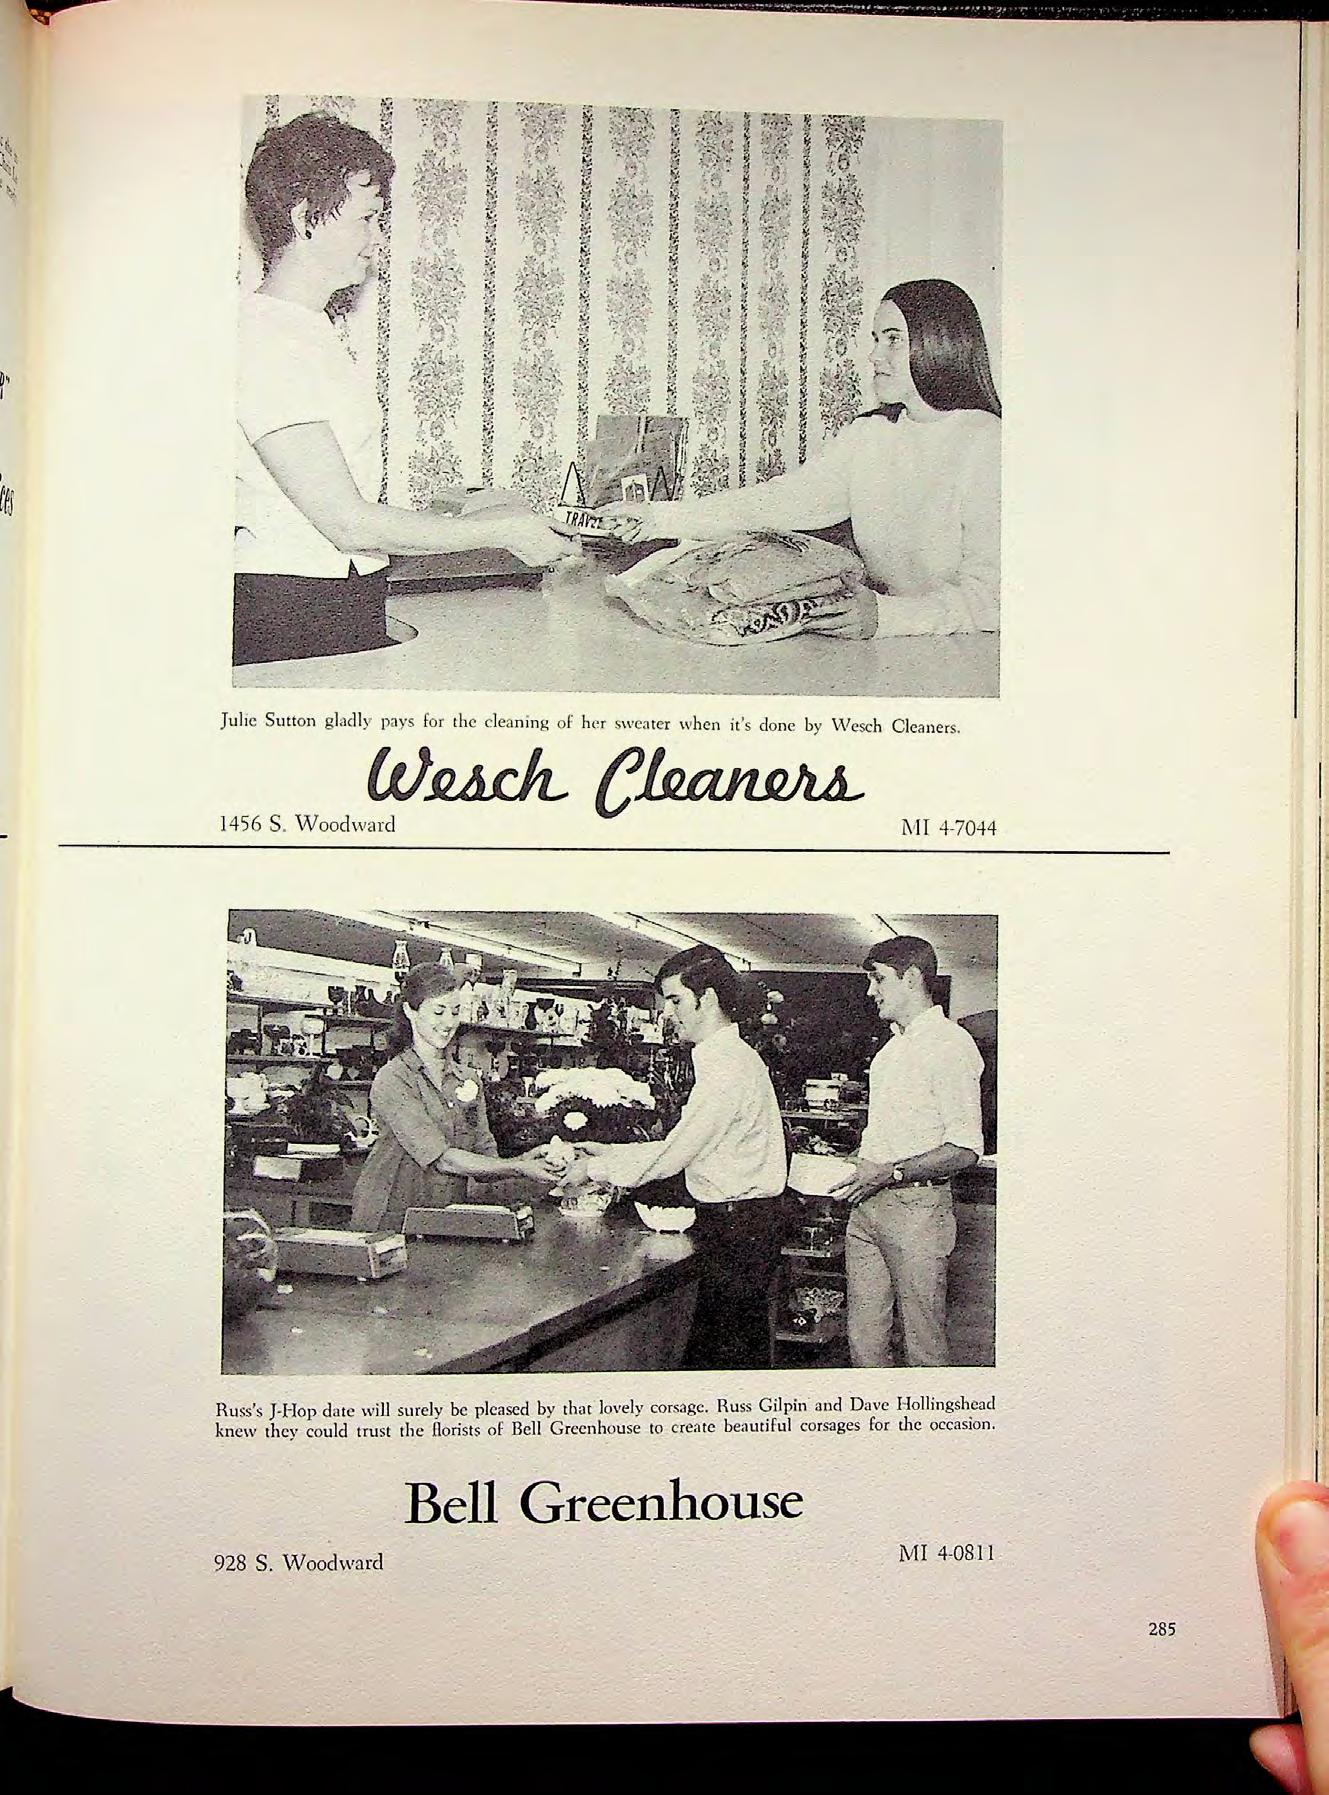 TRAVEL
Julie Sutton gladly pays for the cleaning of her sweater when it's done by Wesch Cleaners.
Wesch Cleaners
1456 S. Woodward
MI 4-7044
Russ's J-Hop date will surely be pleased by that lovely corsage. Russ Gilpin and Dave Hollingshead
knew they could trust the florists of Bell Greenhouse to create beautiful corsages for the occasion.
Bell Greenhouse
928 S. Woodward
MI 4-0811
285